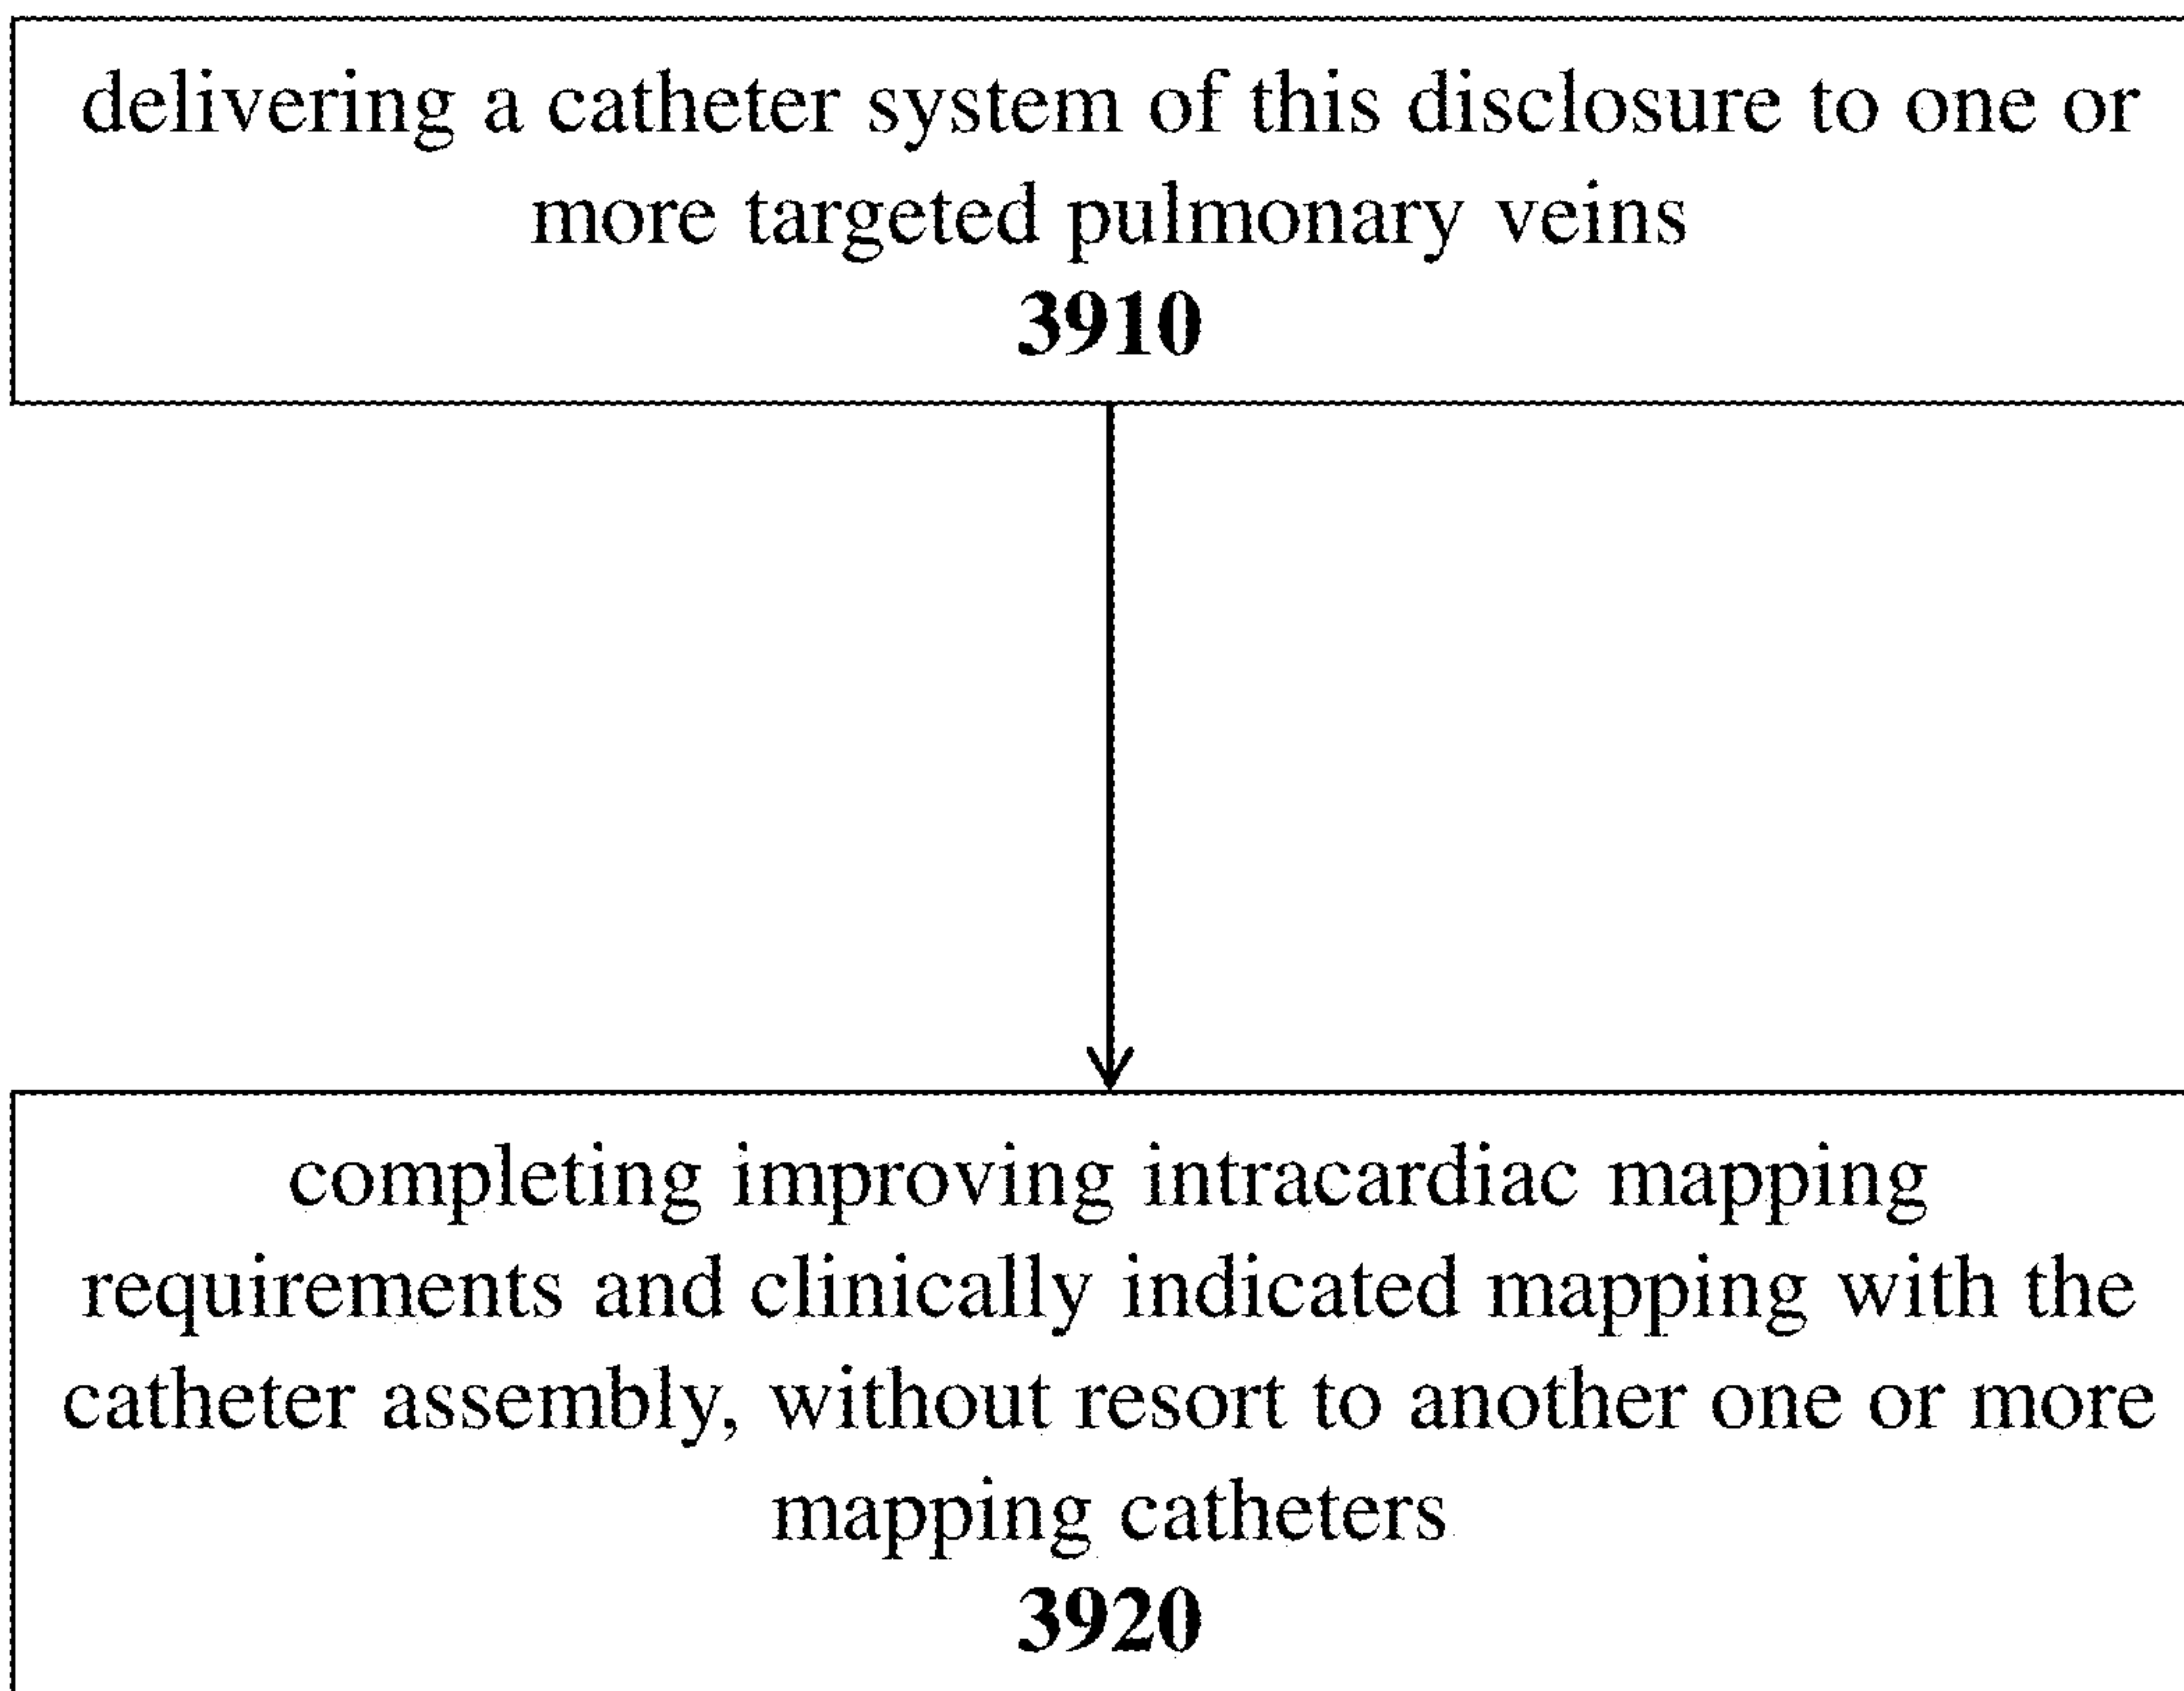 delivering a catheter system of this disclosure to one or
more targeted pulmonary veins
3910
completing improving intracardiac mapping
requirements and clinically indicated mapping with the
catheter assembly, without resort to another one or more
mapping catheters
3920